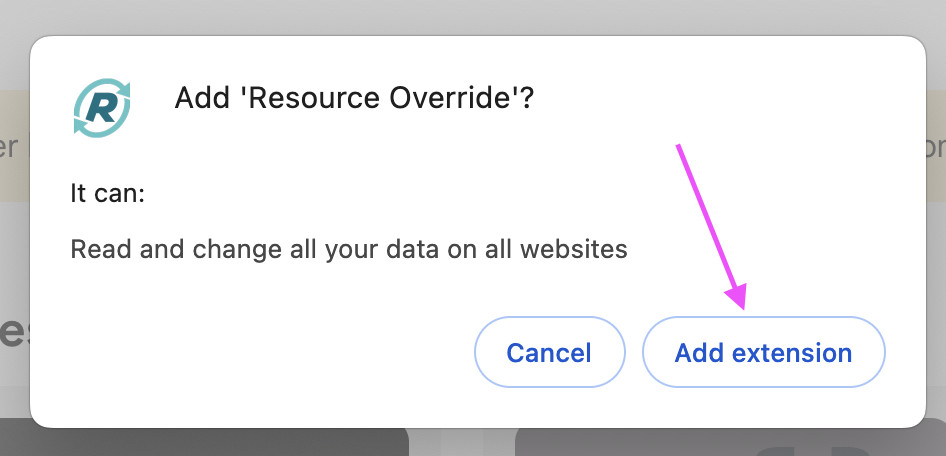 R
Add 'Resource Override'?
It can:
Read and change all your data on all websites
Cancel
Add extension